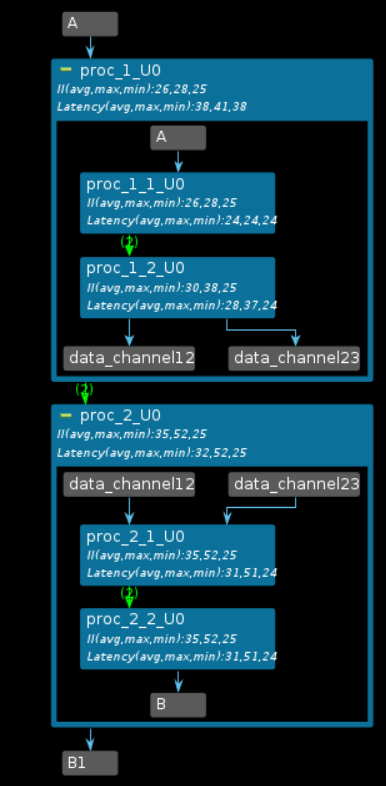 A
proc_1_U0
II(avg,max,min):26,28,25
Latency(avg,max,min):38,41,38
A
proc_1_1_U0
II(avg,max,min):26,28,25
Latency(avg,max,min):24,24,24
(2)
proc_1_2_U0
II(avg,max,min):30,38,25
Latency(avg,max,min):28,37,24
data_channel12 data_channel23
(2)
proc_2_U0
II(avg,max,min):35,52,25
Latency(avg,max,min):32,52,25
data_channel12 data_channel23
proc_2_1_U0
II(avg,max,min):35,52,25
Latency(avg,max,min):31,51,24
(2)
proc_2_2_U0
II(avg,max,min):35,52,25
Latency(avg,max,min):31,51,24
B
B1